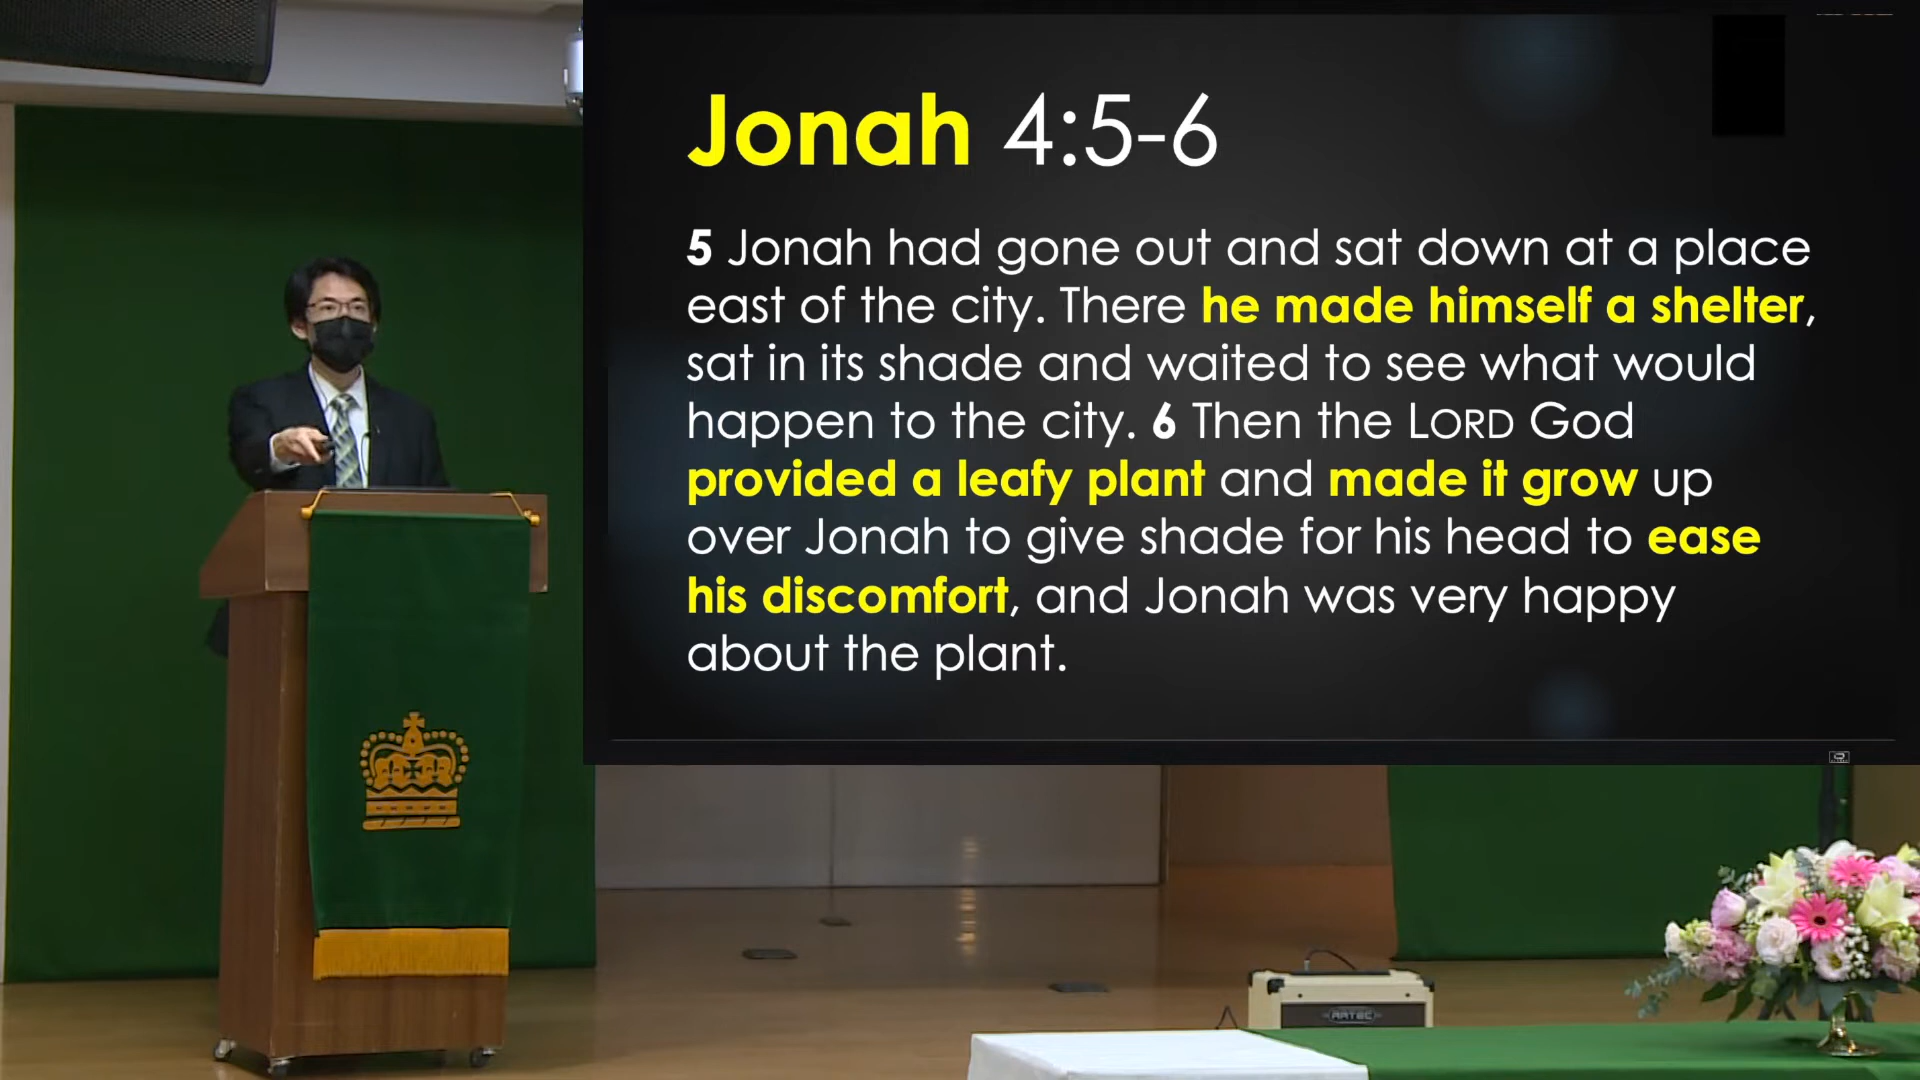 Jonah 4:5-6
5 Jonah had gone out and sat down at a place
east of the city. There he made himself a shelter,
sat in its shade and waited to see what would
happen to the city. 6 Then the LORD God
provided a leafy plant and made it grow up
over Jonah to give shade for his head to ease
his discomfort, and Jonah was very happy
about the plant.
ARTEC